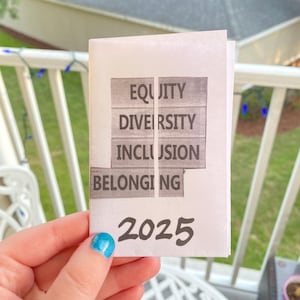 EQUITY
DIVERSITY
INCLUSION
BELONGING
2025